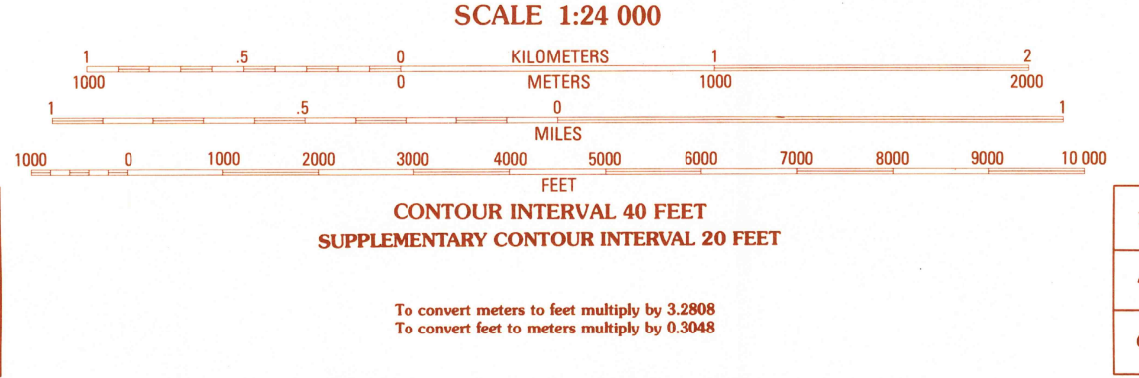 SCALE 1:24 000
1 .5 0 KILOMETERS 1 2
1000 0 METERS 1000 2000
1 .5 0 1
MILES
1000 0 1000 2000 3000 4000 5000 6000 7000 8000 9000 10 000
FEET
CONTOUR INTERVAL 40 FEET
SUPPLEMENTARY CONTOUR INTERVAL 20 FEET
To convert meters to feet multiply by 3.2808
To convert feet to meters multiply by 0.3048